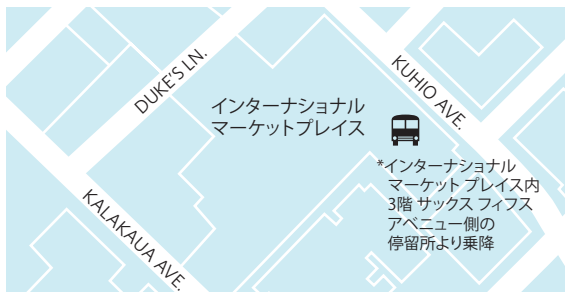 DUKE'S LN.
KUHIO AVE.
インターナショナル
マーケットプレイス
*インターナショナル
マーケット プレイス内
3階 サックス フィフス
アベニュー側の
停留所より乗降
KALAKAUA AVE.